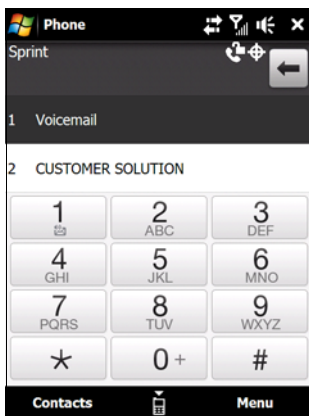 Phone
Sprint
1 Voicemail
2 CUSTOMER SOLUTION
1 2 3
ABC DEF
4 5 6
GHI JKL MNO
7 8 9
PQRS TUV WXYZ
* 0 + #
Contacts Menu